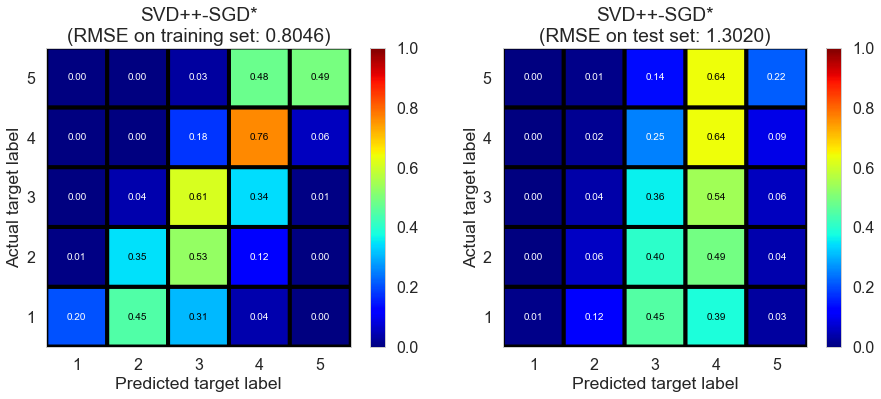 SVD++-SGD*
(RMSE on training set: 0.8046)
Actual target label
5
4
3
2
1
0.00 0.00 0.03 0.48 0.49
0.00 0.00 0.18 0.76 0.06
0.00 0.04 0.61 0.34 0.01
0.01 0.35 0.53 0.12 0.00
0.20 0.45 0.31 0.04 0.00
1 2 3 4 5
Predicted target label
1.0
0.8
0.6
0.4
0.2
0.0
SVD++-SGD*
(RMSE on test set: 1.3020)
Actual target label
5
4
3
2
1
0.00 0.01 0.14 0.64 0.22
0.00 0.02 0.25 0.64 0.09
0.00 0.04 0.36 0.54 0.06
0.00 0.06 0.40 0.49 0.04
0.01 0.12 0.45 0.39 0.03
1 2 3 4 5
Predicted target label
1.0
0.8
0.6
0.4
0.2
0.0